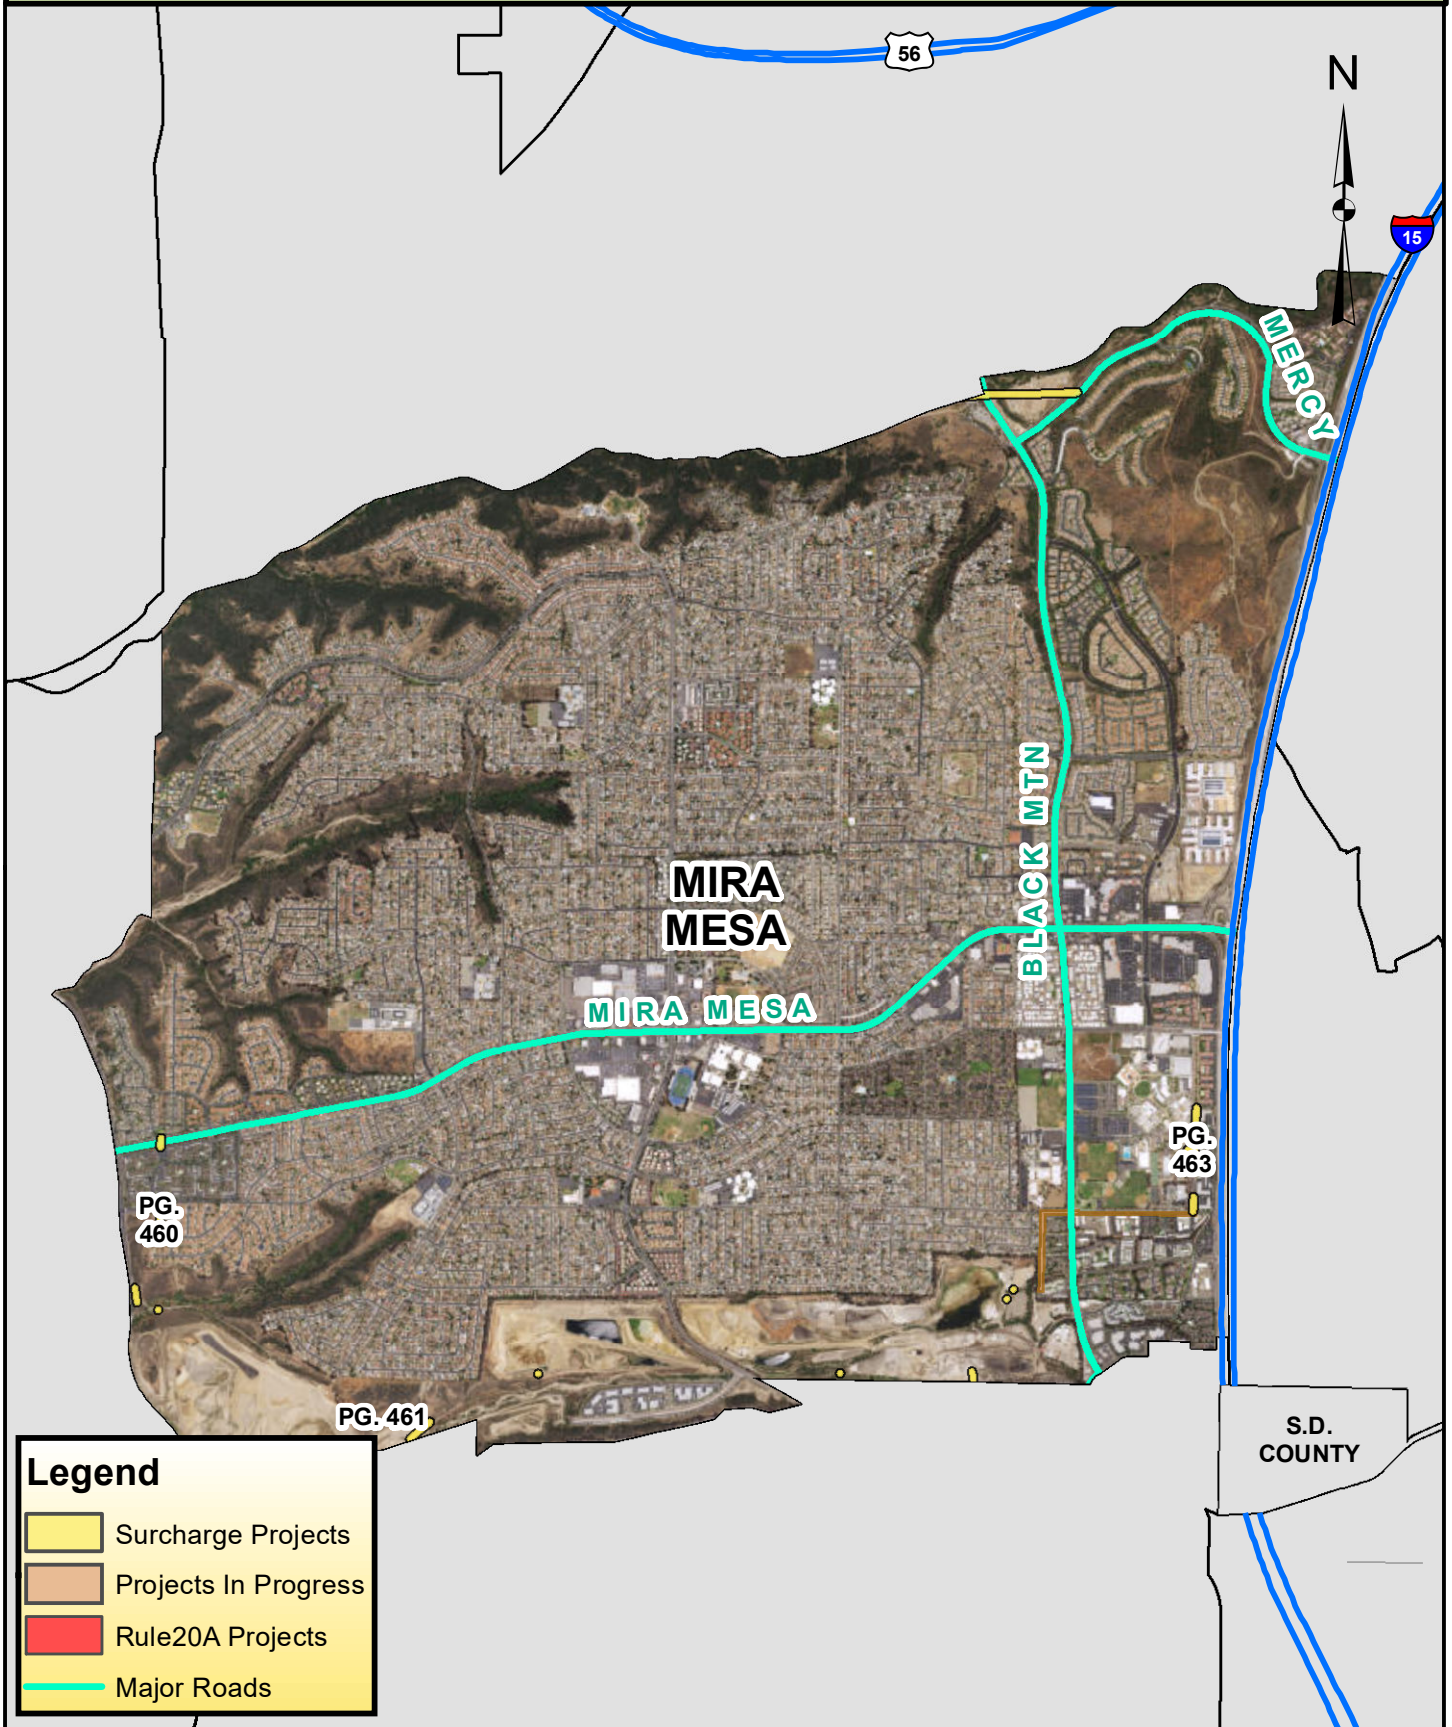 56
N
15
MERCY
BLACK MTN
MIRA
MESA
MIRA MESA
PG.
463
PG.
460
PG. 461
S.D.
COUNTY
Legend
Surcharge Projects
Projects In Progress
Rule20A Projects
Major Roads